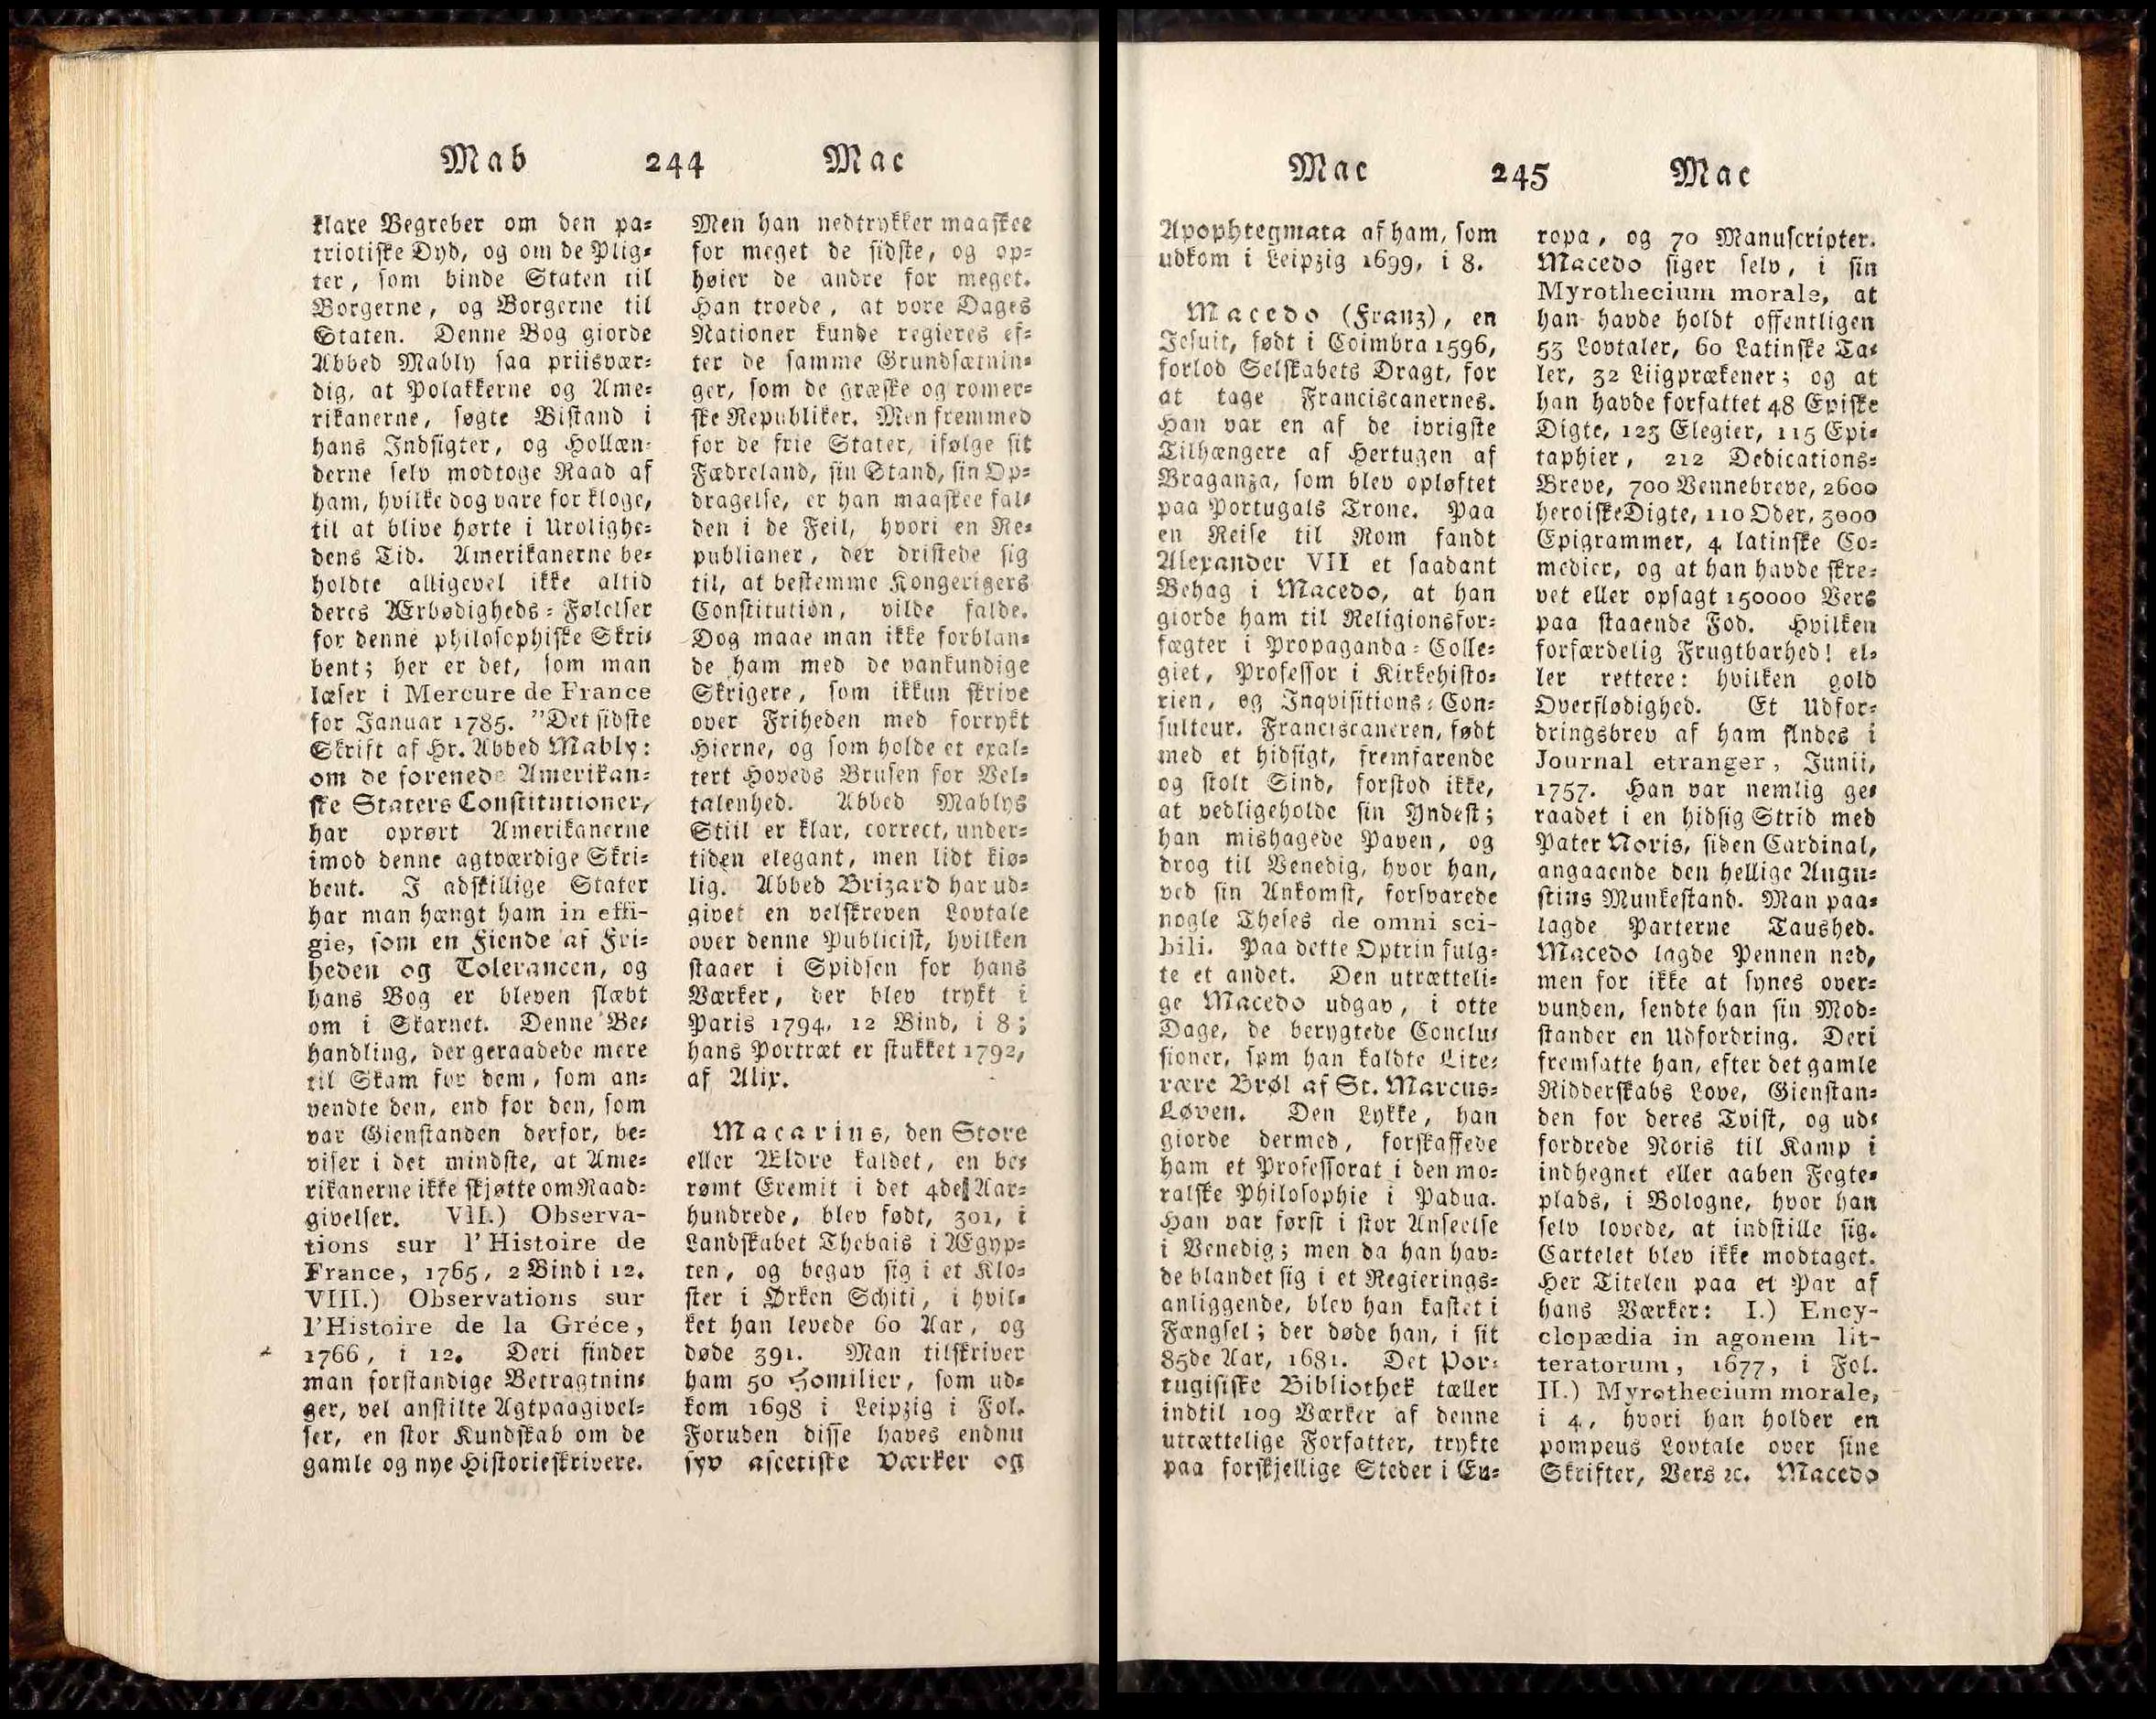 Mab 244 Mac
klare Begreber om den pa⸗
triotiske Dyd, og om de Plig⸗
ter, som binde Staten til
Borgerne, og Borgerne til
Staten. Denne Bog giorde
Abbed Mably saa priisvær⸗
dig, at Polakkerne og Ame⸗
rikanerne, søgte Bistand i
hans Indsigter, og Hollæn⸗
derne selv modtoge Raad af
ham, hvilke dog vare for kloge,
til at blive hørte i Urolighe⸗
dens Tid. Amerikanerne be⸗
holdte alligevel ikke altid
deres Ærbødigheds⸗Følelser
for denne philosophiske Skri⸗
bent; her er det, som man
læser i Mercure de France
for Januar 1785. ”Det sidste
Skrift af Hr. Abbed Mably:
om de forenede Amerikan⸗
ske Staters Constitutioner,
har oprørt Amerikanerne
imod denne agtværdige Skri⸗
bent. I adskillige Stater
har man hængt ham in effi-
gie, som en Fiende af Fri⸗
heden og Tolerancen, og
hans Bog er bleven slæbt
om i Skarnet. Denne Be⸗
handling, der geraadede mere
til Skam for dem, som an⸗
vendte den, end for den, som
var Gienstanden derfor, be⸗
viser i det mindste, at Ame⸗
rikanerne ikke skjøtte om Raad⸗
givelser. VII.) Observa-
tions sur l'Histoire de
France, 1765, 2 Bind i 12.
VIII.) Observations sur
l'Histoire de la Gréce,
1766, i 12. Deri finder
man forstandige Betragtnin⸗
ger, vel anstilte Agtpaagivel⸗
ser, en stor Kundskab om de
gamle og nye Historieskrivere.
Men han nedtrykker maaskee
for meget de sidste, og op⸗
høier de andre for meget.
Han troede, at vore Dages
Nationer kunde regieres ef⸗
ter de samme Grundsætnin⸗
ger, som de græske og romer⸗
ske Republiker. Men fremmed
for de frie Stater, ifølge sit
Fædreland, sin Stand, sin Op⸗
dragelse, er han maaskee fal⸗
den i de Feil, hvori en Re⸗
publianer, der dristede sig
til, at bestemme Kongerigers
Constitution, vilde falde.
Dog maae man ikke forblan⸗
de ham med de vankundige
Skrigere, som ikkun skrive
over Friheden med forrykt
Hierne, og som holde et exal⸗
tert Hoveds Brusen for Vel⸗
talenhed. Abbed Mablys
Stiil er klar, correct, under⸗
tiden elegant, men lidt kiø⸗
lig. Abbed Brizard har ud⸗
givet en velskreven Lovtale
over denne Publicist, hvilken
staaer i Spidsen for hans
Værker, der blev trykt i
Paris 1794, 12 Bind, i 8;
hans Portræt er stukket 1792,
af Alix.
Macarius, den Store
eller Ældre kaldet, en be⸗
rømt Eremit i det 4de Aar⸗
hundrede, blev født, 301, i
Landskabet Thebais i Ægyp⸗
ten, og begav sig i et Klo⸗
ster i Ørken Schiti, i hvil⸗
ket han levede 60 Aar, og
døde 391. Man tilskriver
ham 50 Homilier, som ud⸗
kom 1698 i Leipzig i Fol.
Foruden disse haves endnu
syv ascetiske Værker og
Mac 245 Mac
Apophtegmata af ham, som
udkom i Leipzig 1699, i 8.
Macedo (Franz), en
Jesuit, født i Coimbra 1596,
forlod Selskabets Dragt, for
at tage Franciscanernes.
Han var en af de ivrigste
Tilhængere af Hertugen af
Braganza, som blev opløftet
paa Portugals Trone. Paa
en Reise til Rom fandt
Alexander VII et saadant
Behag i Macedo, at han
giorde ham til Religionsfor⸗
fægter i Propaganda⸗Colle⸗
giet, Professor i Kirkehisto⸗
rien, og Inqvisitions⸗Con⸗
sulteur. Franciscaneren, født
med et hidsigt, fremfarende
og stolt Sind, forstod ikke,
at vedligeholde sin Yndest;
han mishagede Paven, og
drog til Venedig, hvor han,
ved sin Ankomst, forsvarede
nogle Theses de omni sci-
bili. Paa dette Optrin fulg⸗
te et andet. Den utrætteli⸗
ge Macedo udgav, i otte
Dage, de berygtede Conclu⸗
sioner, som han kaldte Lite⸗
rære Brøl af St. Marcus⸗
Løven. Den Lykke, han
giorde dermed, forskaffede
ham et Professorat i den mo⸗
ralske Philosophie i Padua.
Han var først i stor Anseelse
i Venedig; men da han hav⸗
de blandet sig i et Regierings⸗
anliggende, blev han kastet i
Fængsel; der døde han, i sit
85de Aar, 1681. Det Por⸗
tugisiske Bibliothek tæller
indtil 109 Værker af denne
utrættelige Forfatter, trykte
paa forskjellige Steder i Eu⸗
ropa, og 70 Manuscripter.
Macedo siger selv, i sin
Myrothecium morale, at
han havde holdt offentligen
53 Lovtaler, 60 Latinske Ta⸗
ler, 32 Liigprækener; og at
han havde forfattet 48 Episke
Digte, 123 Elegier, 115 Epi⸗
taphier, 212 Dedications⸗
Breve, 700 Vennebreve, 2600
heroiske Digte, 110 Oder, 3000
Epigrammer, 4 latinske Co⸗
medier, og at han havde skre⸗
vet eller opsagt 150000 Vers
paa staaende Fod. Hvilken
forfærdelig Frugtbarhed! el⸗
ler rettere: hvilken gold
Overflødighed. Et Udfor⸗
dringsbrev af ham findes i
Journal etranger, Junii,
1757. Han var nemlig ge⸗
raadet i en hidsig Strid med
Pater Noris, siden Cardinal,
angaaende den hellige Augu⸗
stins Munkestand. Man paa⸗
lagde Parterne Taushed.
Macedo lagde Pennen ned,
men for ikke at synes over⸗
vunden, sendte han sin Mod⸗
stander en Udfordring. Deri
fremsatte han, efter det gamle
Ridderskabs Love, Gienstan⸗
den for deres Tvist, og ud⸗
fordrede Noris til Kamp i
indhegnet eller aaben Fegte⸗
plads, i Bologne, hvor han
selv lovede, at indstille sig.
Cartelet blev ikke modtaget.
Her Titelen paa et Par af
hans Værker: I.) Ency-
clopædia in agonem lit-
teratorum, 1677, i Fol.
II.) Myrothecium morale,
i 4, hvori han holder en
pompeus Lovtale over sine
Skrifter, Vers ꝛc. Macedo